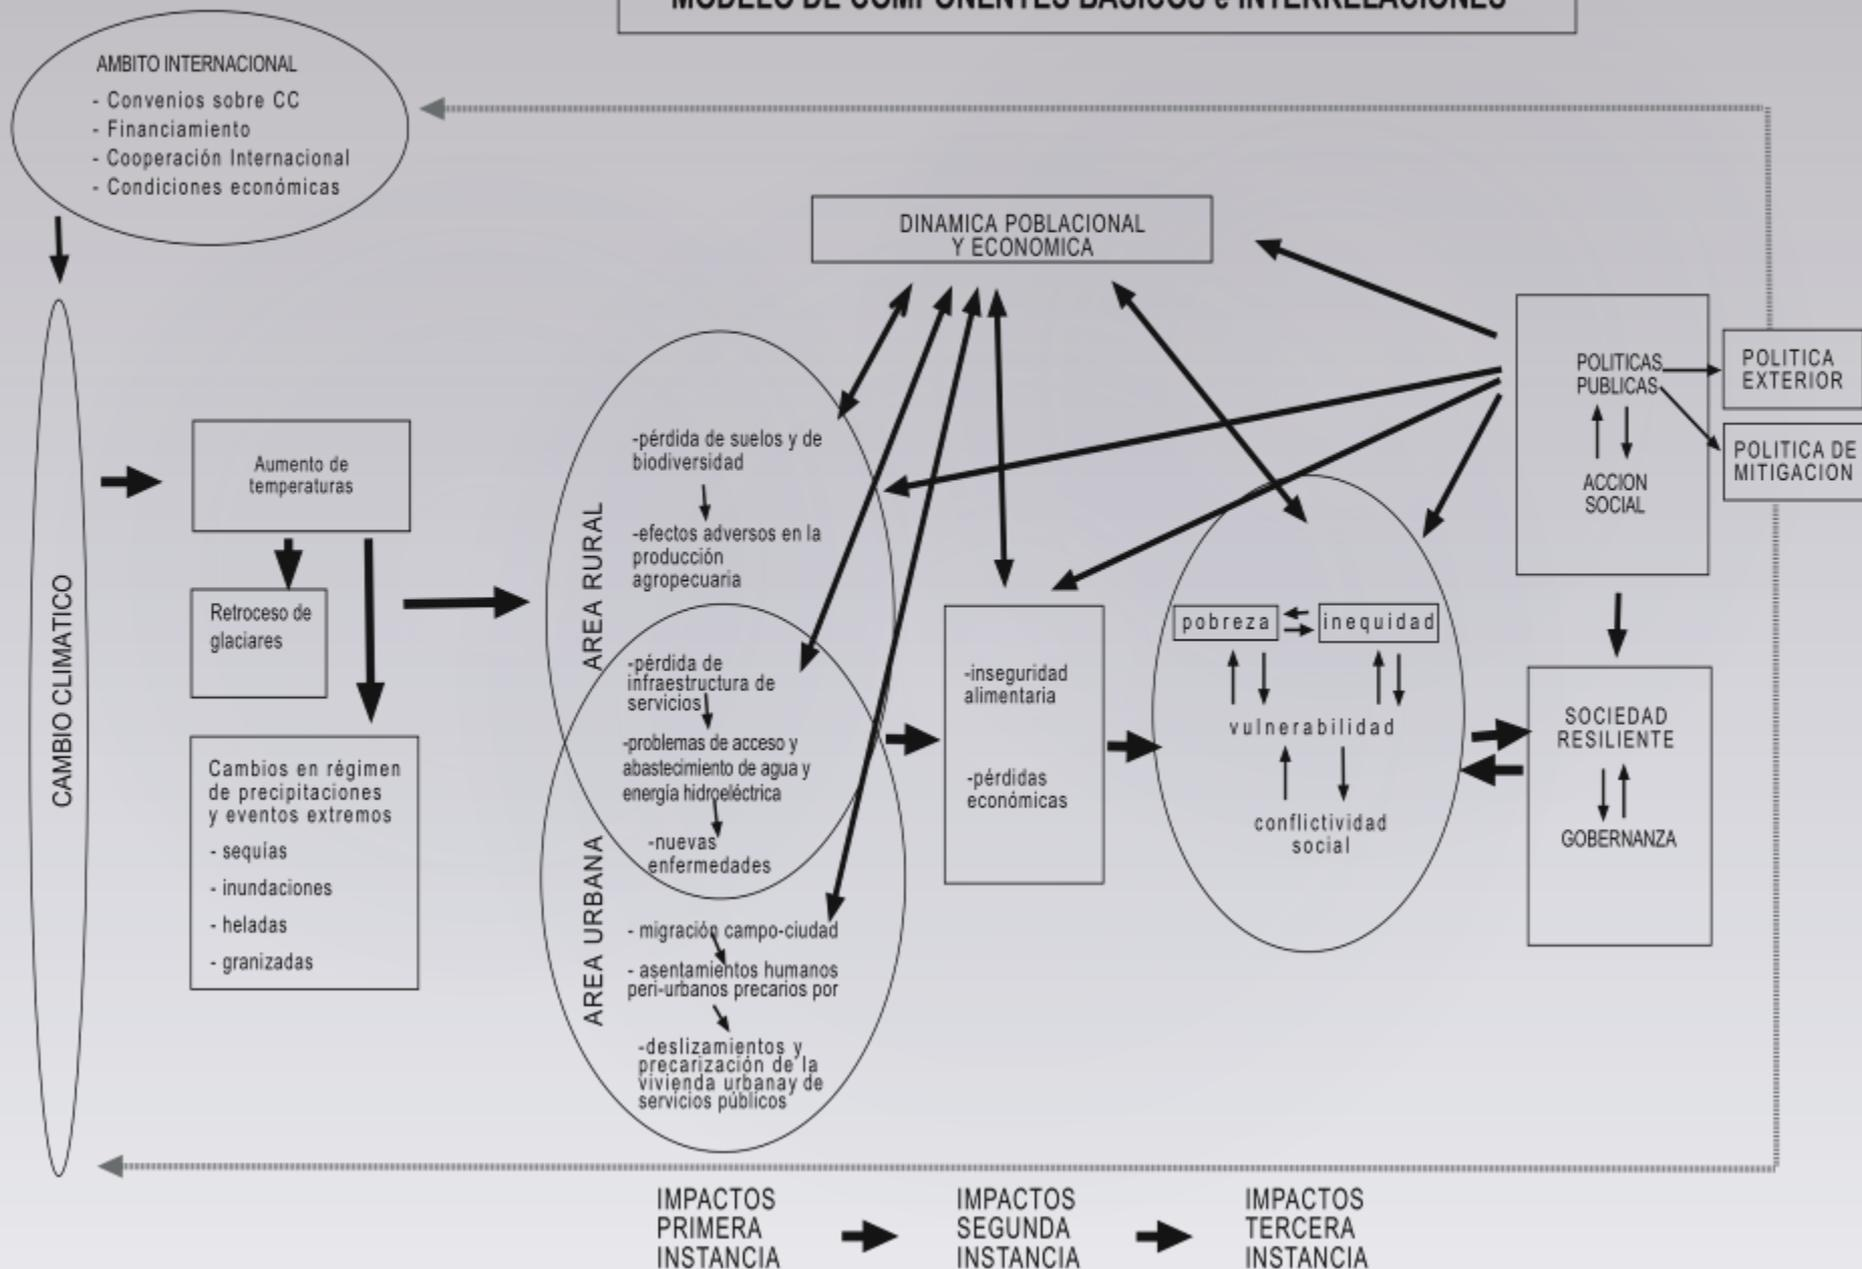 MODELO DE COMPONENTES BASICOS e INTERRELACIONES
AMBITO INTERNACIONAL
- Convenios sobre CC
- Financiamiento
- Cooperación Internacional
- Condiciones económicas
DINAMICA POBLACIONAL
Y ECONOMICA
CAMBIO CLIMATICO
Aumento de
temperaturas
Retroceso de
glaciares
Cambios en régimen
de precipitaciones
y eventos extremos
- sequías
- inundaciones
- heladas
- granizadas
AREA RURAL
-pérdida de suelos y de
biodiversidad
-efectos adversos en la
producción
agropecuaria
-pérdida de
infraestructura de
servicios
-problemas de acceso y
abastecimiento de agua y
energía hidroeléctrica
-nuevas
enfermedades
AREA URBANA
- migración campo-ciudad
- asentamientos humanos
peri-urbanos precarios por
-deslizamientos y
precarización de la
vivienda urbanay de
servicios públicos
-inseguridad
alimentaria
-pérdidas
económicas
pobreza
inequidad
vulnerabilidad
conflictividad
social
POLITICAS
PUBLICAS
ACCION
SOCIAL
POLITICA
EXTERIOR
POLITICA DE
MITIGACION
SOCIEDAD
RESILIENTE
GOBERNANZA
IMPACTOS
PRIMERA
INSTANCIA
IMPACTOS
SEGUNDA
INSTANCIA
IMPACTOS
TERCERA
INSTANCIA